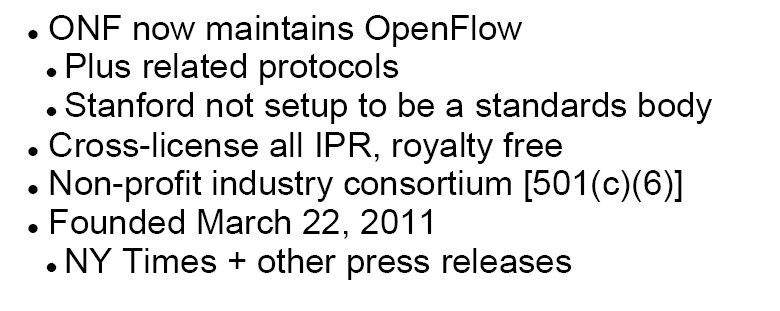 • ONF now maintains OpenFlow
• Plus related protocols
• Stanford not setup to be a standards body
• Cross-license all IPR, royalty free
• Non-profit industry consortium [501(c)(6)]
• Founded March 22, 2011
• NY Times + other press releases